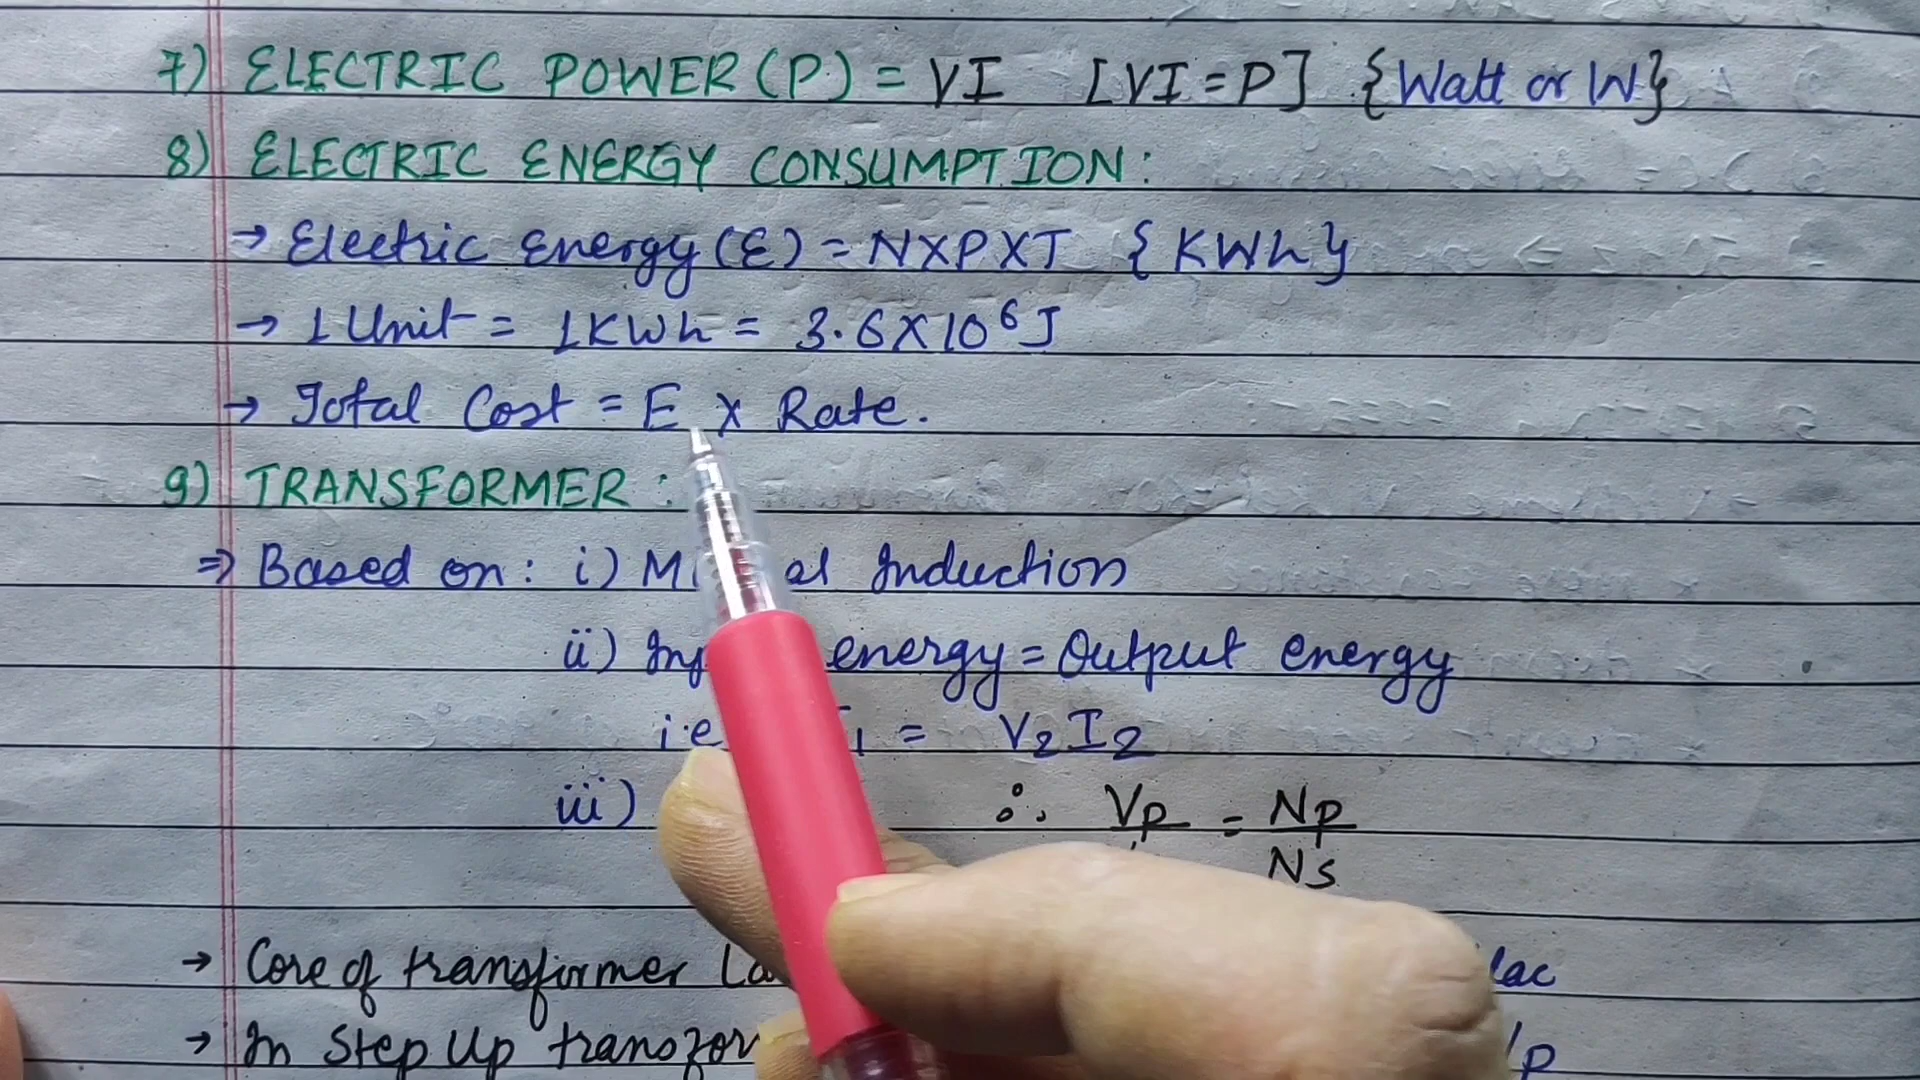 7) ELECTRIC POWER (P) = VI [VI = P] {Watt or W}
8) ELECTRIC ENERGY CONSUMPTION:
→ Electric Energy (E) = N X P X T {KWh}
→ 1 Unit = 1KWh = 3.6 X 10⁶ J
→ Total Cost = E X Rate.
9) TRANSFORMER :
⇒ Based on : i) Induction
ii) energy = Output energy
i.e = V₂I₂
iii) ∴ Vp = Np
Ns
→ Core of transformer
→ In Step Up